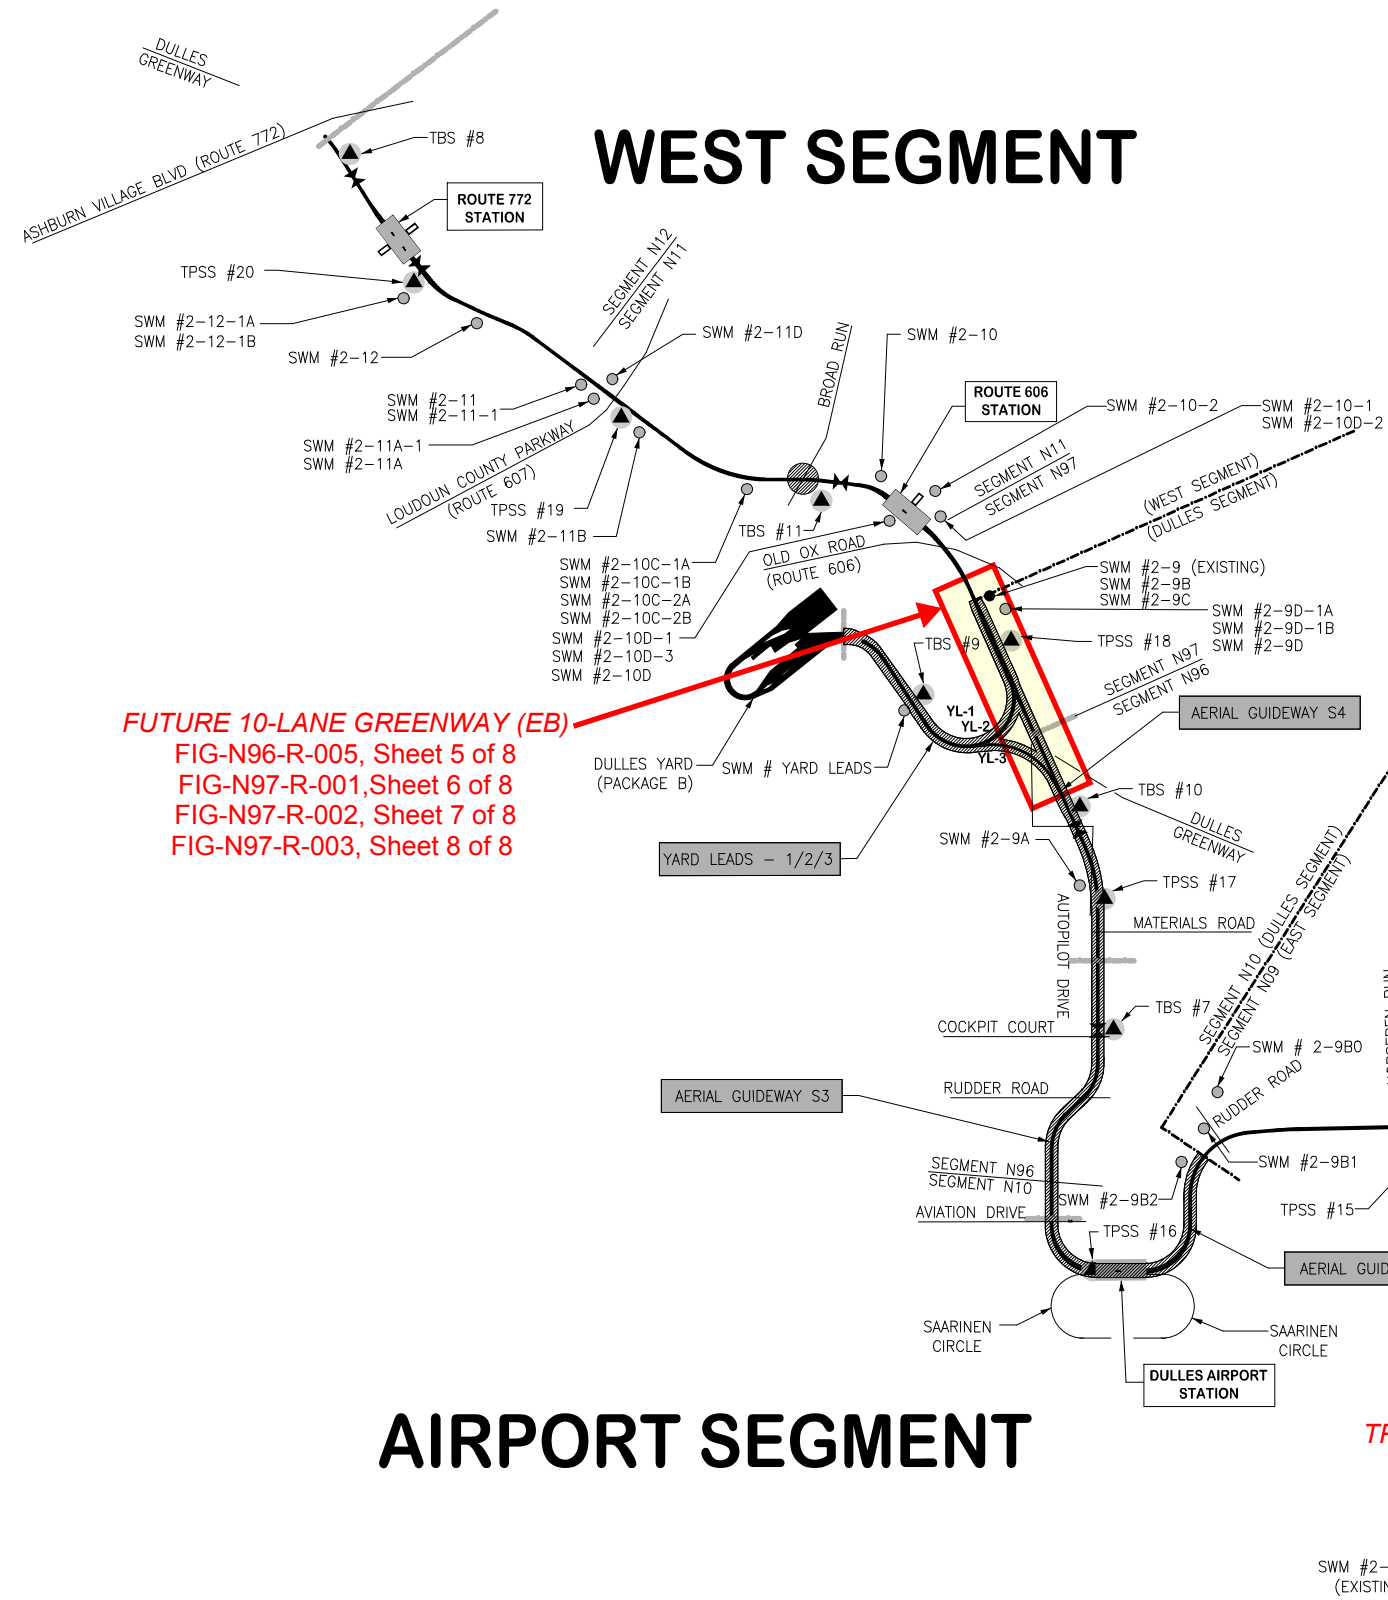 DULLES
GREENWAY
ASHBURN VILLAGE BLVD (ROUTE 772)
TBS #8
WEST SEGMENT
ROUTE 772
STATION
TPSS #20
SWM #2-12-1A
SWM #2-12-1B
SWM #2-12
SEGMENT N12
SEGMENT N11
SWM #2-11D
SWM #2-11
SWM #2-11-1
SWM #2-11A-1
SWM #2-11A
LOUDOUN COUNTY PARKWAY
(ROUTE 607)
TPSS #19
SWM #2-11B
BROAD RUN
SWM #2-10
ROUTE 606
STATION
SWM #2-10-2
SWM #2-10-1
SWM #2-10D-2
SEGMENT N11
SEGMENT N97
(WEST SEGMENT)
(DULLES SEGMENT)
TBS #11
OLD OX ROAD
(ROUTE 606)
SWM #2-10C-1A
SWM #2-10C-1B
SWM #2-10C-2A
SWM #2-10C-2B
SWM #2-10D-1
SWM #2-10D-3
SWM #2-10D
SWM #2-9 (EXISTING)
SWM #2-9B
SWM #2-9C
SWM #2-9D-1A
SWM #2-9D-1B
SWM #2-9D
TPSS #18
TBS #9
SEGMENT N97
SEGMENT N96
AERIAL GUIDEWAY S4
YL-1
YL-2
YL-3
FUTURE 10-LANE GREENWAY (EB)
FIG-N96-R-005, Sheet 5 of 8
FIG-N97-R-001,Sheet 6 of 8
FIG-N97-R-002, Sheet 7 of 8
FIG-N97-R-003, Sheet 8 of 8
DULLES YARD
(PACKAGE B)
SWM # YARD LEADS
TBS #10
DULLES
GREENWAY
SWM #2-9A
YARD LEADS - 1/2/3
TPSS #17
AUTOPILOT DRIVE
MATERIALS ROAD
SEGMENT N10 (DULLES SEGMENT)
SEGMENT N09 (EAST SEGMENT)
TBS #7
COCKPIT COURT
SWM # 2-9B0
RUDDER ROAD
RUDDER ROAD
AERIAL GUIDEWAY S3
SWM #2-9B1
SEGMENT N96
SEGMENT N10
SWM #2-9B2
AVIATION DRIVE
TPSS #15
TPSS #16
AERIAL GUID
SAARINEN
CIRCLE
SAARINEN
CIRCLE
DULLES AIRPORT
STATION
AIRPORT SEGMENT
SWM #2-
(EXISTIN